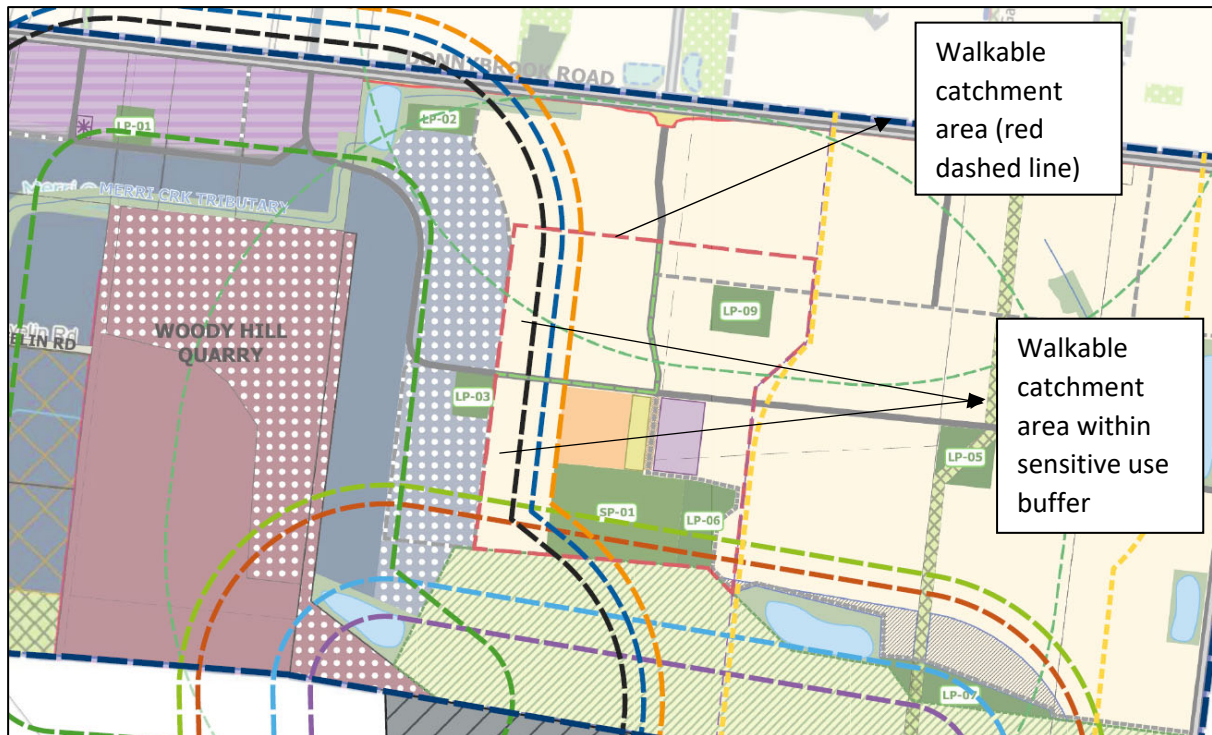 Walkable
catchment
area (red
dashed line)
DONNYBROOK ROAD
LP-01
LP-02
MERRI CRK TRIBUTARY
LP-09
WOODY HILL
QUARRY
Walkable
catchment
area within
sensitive use
buffer
LP-03
LP-05
SP-01
LP-06
LP-07